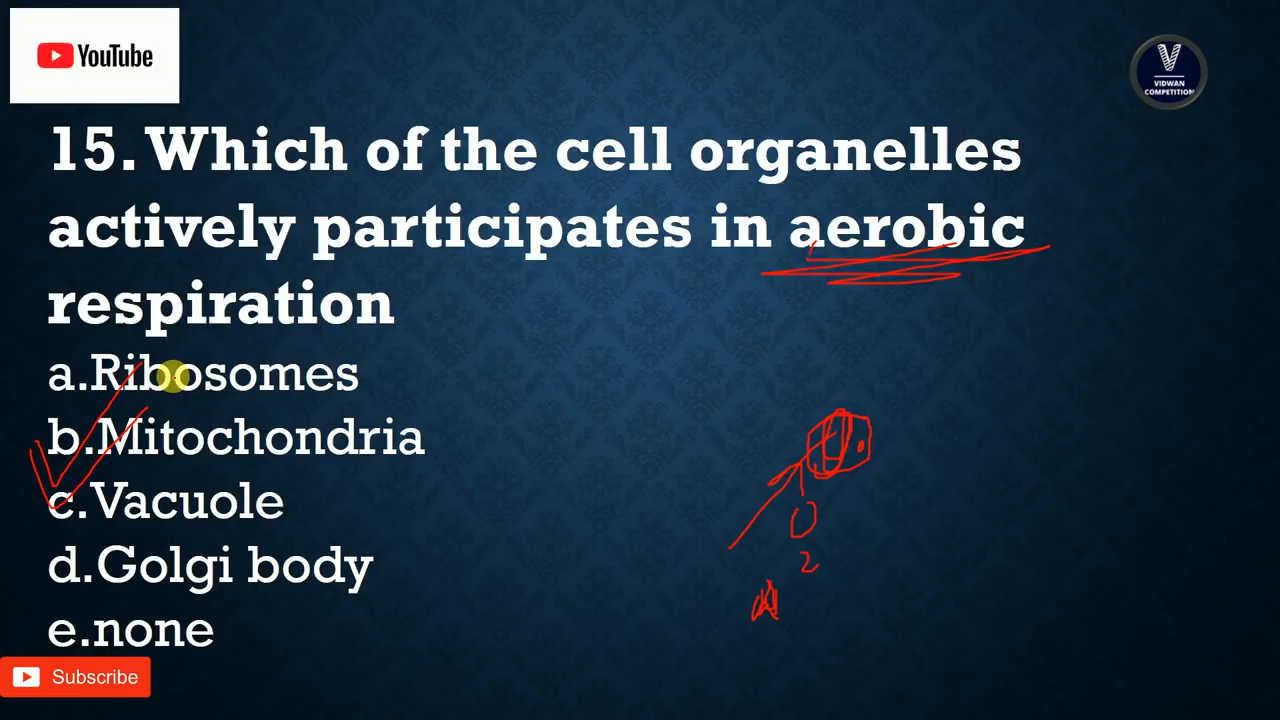 YouTube
V
VIDWAN
COMPETITION
15. Which of the cell organelles
actively participates in aerobic
respiration
a.Ribosomes
b.Mitochondria
c.Vacuole
d.Golgi body
e.none
O
2
Subscribe